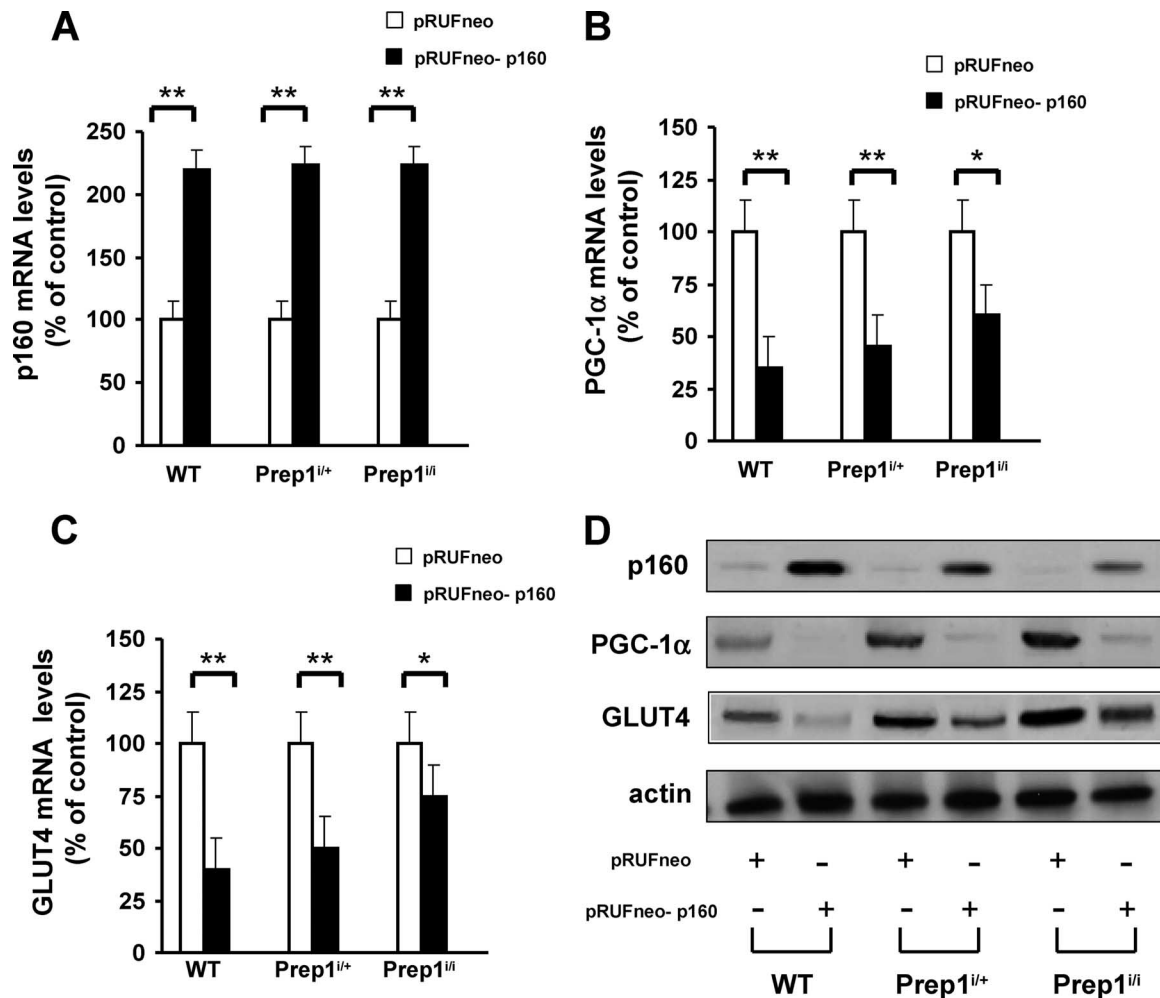 A
pRUFneo
pRUFneo- p160
** ** **
p160 mRNA levels
(% of control)
250
200
150
100
50
0
WT Prep1i/+ Prep1i/i
B
pRUFneo
pRUFneo- p160
** ** *
PGC-1α mRNA levels
(% of control)
150
125
100
75
50
25
0
WT Prep1i/+ Prep1i/i
C
pRUFneo
pRUFneo- p160
** ** *
GLUT4 mRNA levels
(% of control)
150
125
100
75
50
25
0
WT Prep1i/+ Prep1i/i
D
p160
PGC-1α
GLUT4
actin
pRUFneo + - + - + -
pRUFneo- p160 - + - + - +
WT Prep1i/+ Prep1i/i